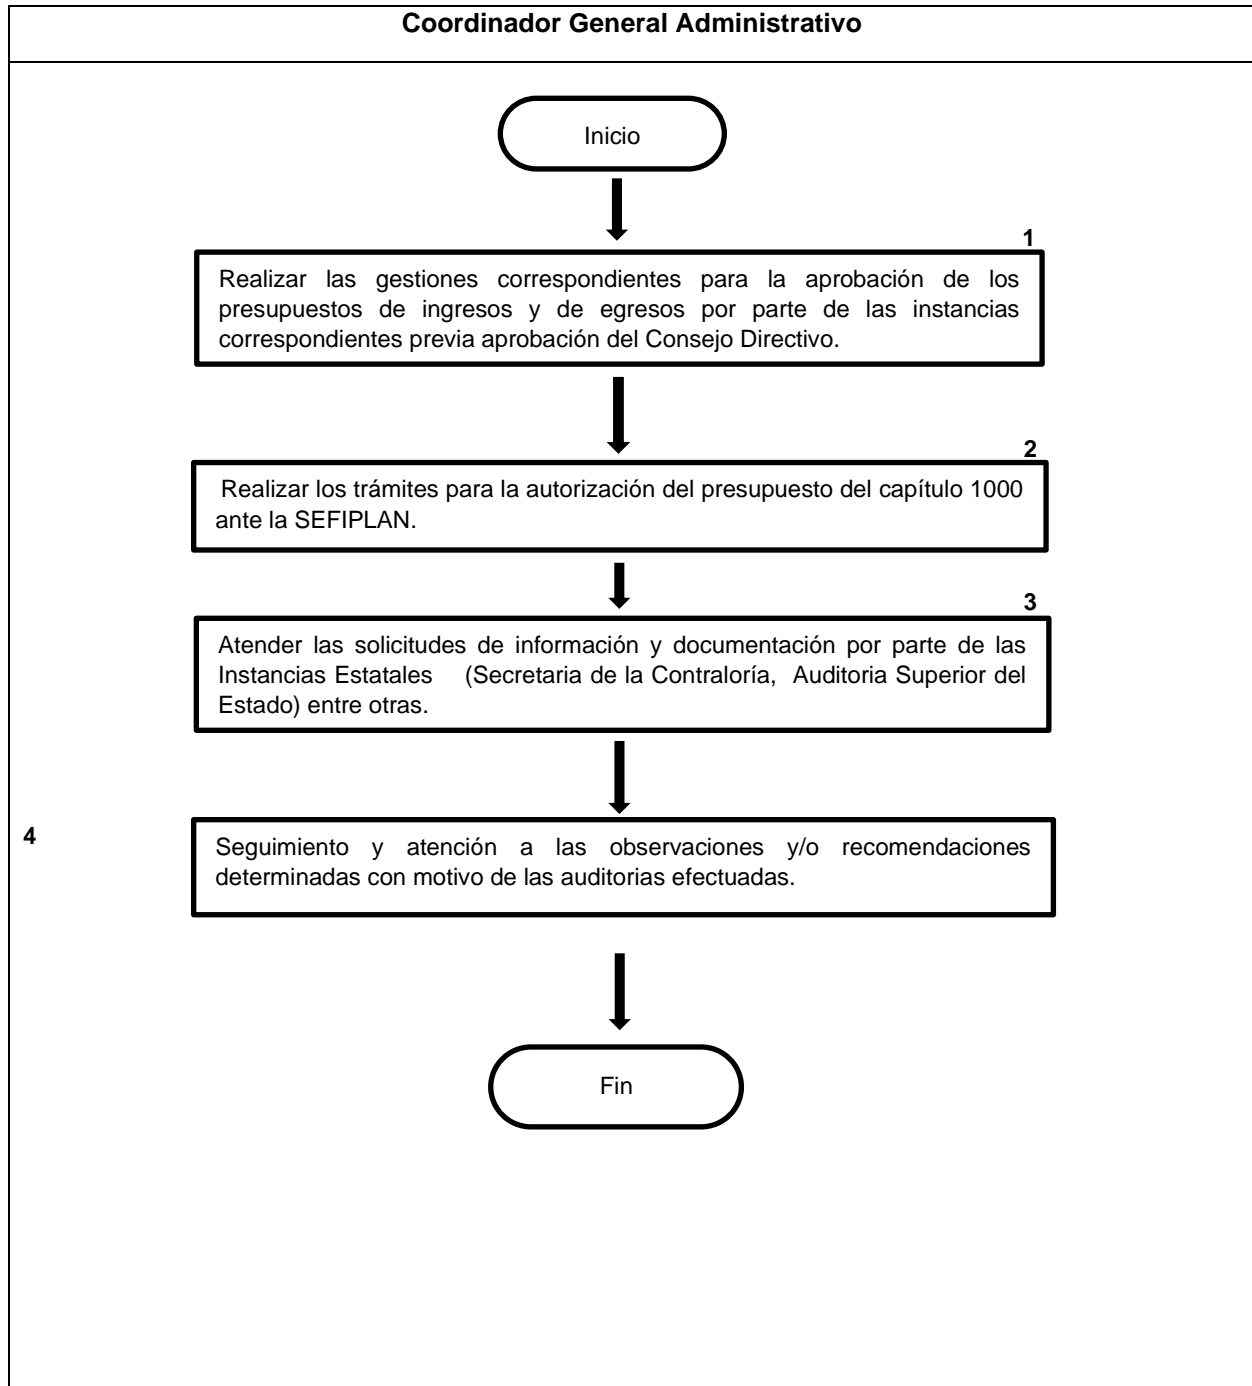 Coordinador General Administrativo
Inicio
1
Realizar las gestiones correspondientes para la aprobación de los
presupuestos de ingresos y de egresos por parte de las instancias
correspondientes previa aprobación del Consejo Directivo.
2
Realizar los trámites para la autorización del presupuesto del capítulo 1000
ante la SEFIPLAN.
3
Atender las solicitudes de información y documentación por parte de las
Instancias Estatales (Secretaria de la Contraloría, Auditoria Superior del
Estado) entre otras.
4
Seguimiento y atención a las observaciones y/o recomendaciones
determinadas con motivo de las auditorias efectuadas.
Fin